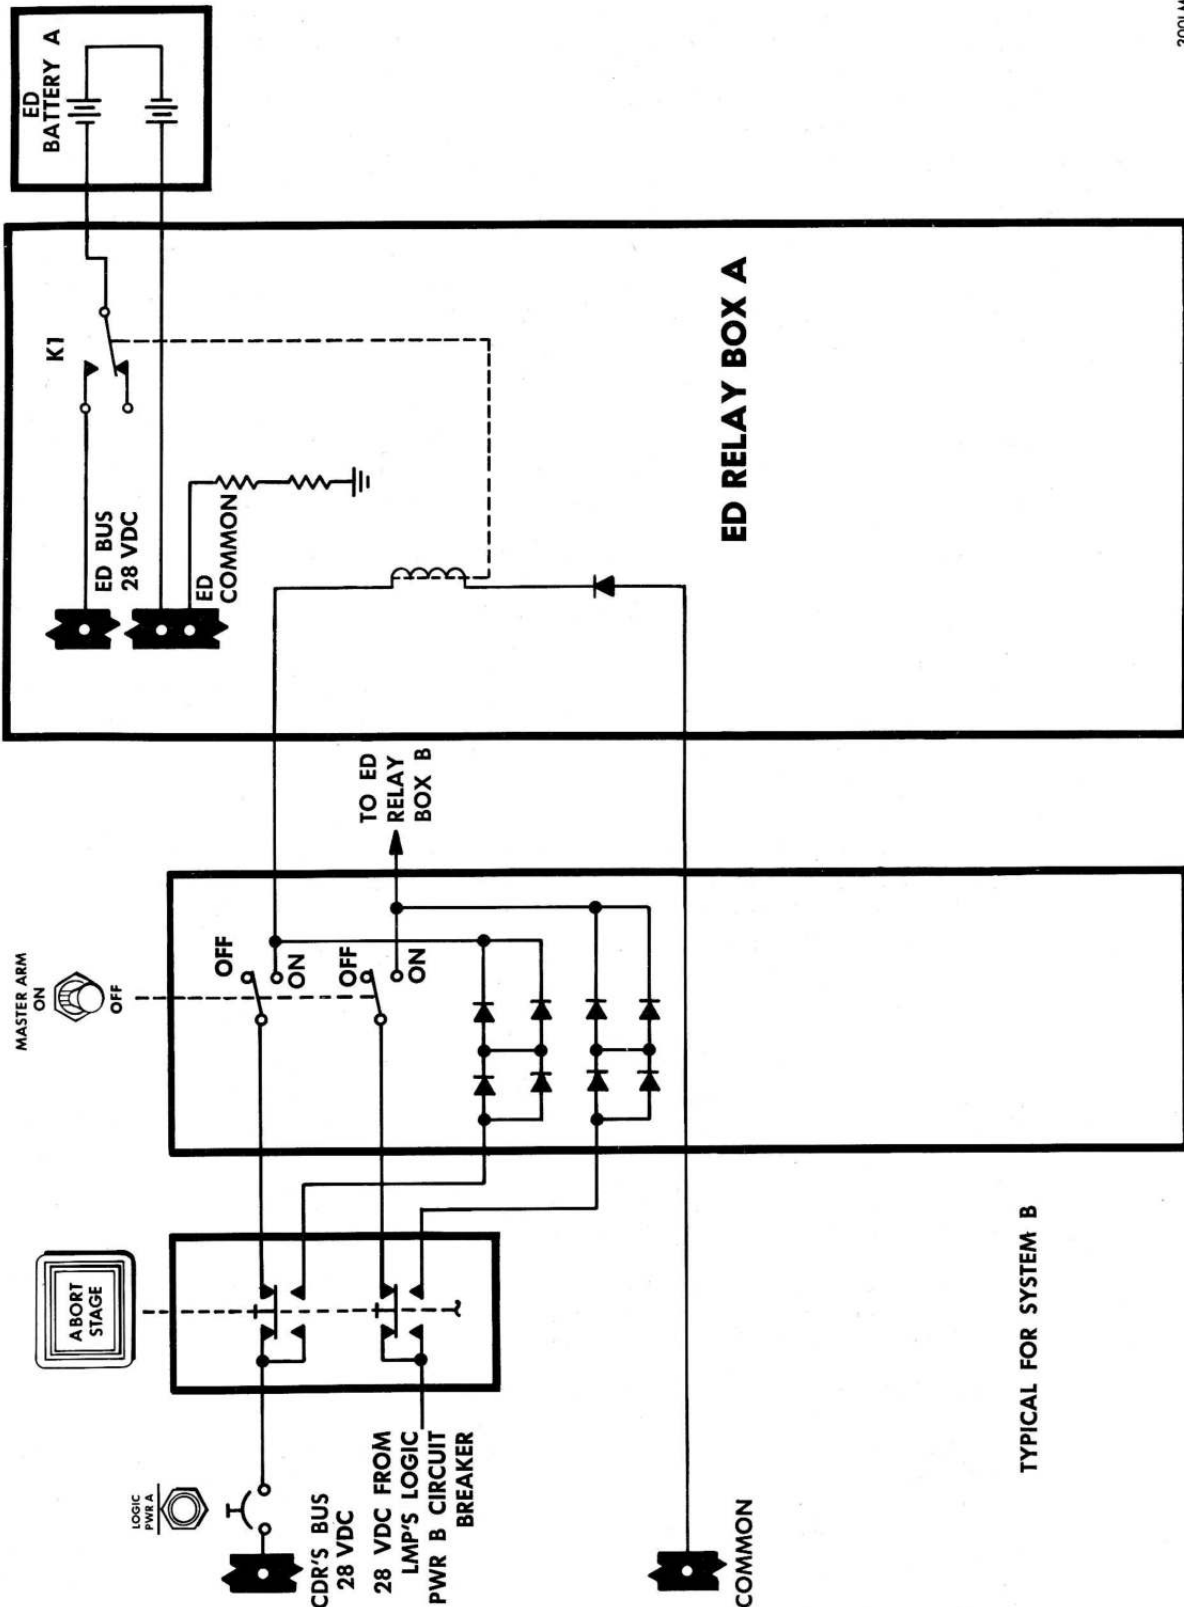 ED
BATTERY A
K1
ED BUS
28 VDC
ED
COMMON
ED RELAY BOX A
TO ED
RELAY
BOX B
MASTER ARM
ON
OFF
OFF
ON
OFF
ON
ABORT
STAGE
LOGIC
PWR A
CDR'S BUS
28 VDC
28 VDC FROM
LMP'S LOGIC
PWR B CIRCUIT
BREAKER
COMMON
TYPICAL FOR SYSTEM B